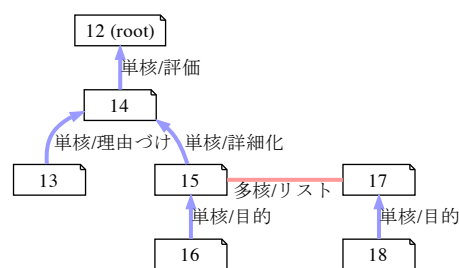 12 (root)
単核/評価
14
単核/理由づけ 単核/詳細化
13 15 17
多核/リスト
単核/目的 単核/目的
16 18